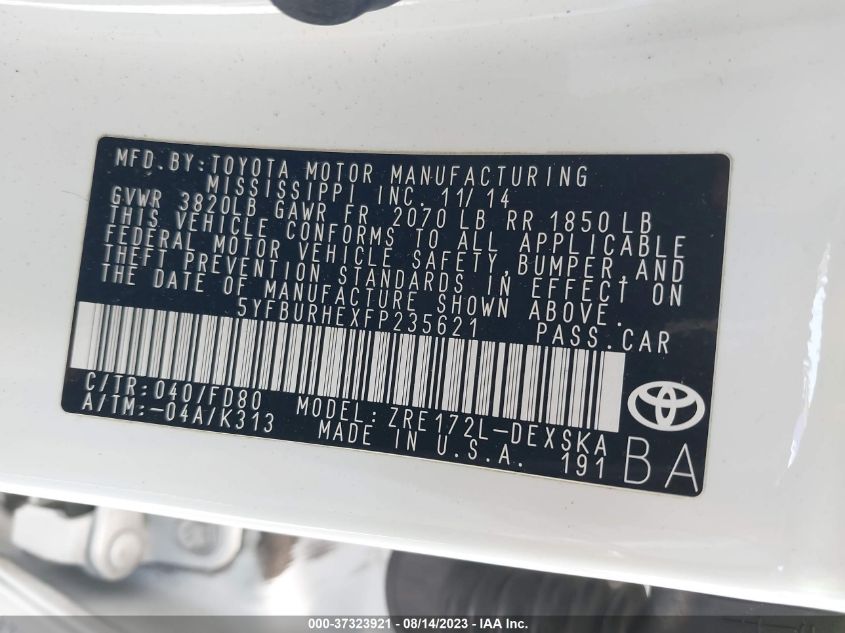 MFD.BY:TOYOTA MOTOR MANUFACTURING
MISSISSIPPI INC. 11/14
GVWR 3820LB GAWR FR 2070 LB RR 1850 LB
THIS VEHICLE CONFORMS TO ALL APPLICABLE
FEDERAL MOTOR VEHICLE SAFETY,BUMPER,AND
THEFT PREVENTION STANDARDS IN EFFECT ON
THE DATE OF MANUFACTURE SHOWN ABOVE.
5YFBURHEXFP235621 PASS.CAR
C/TR:040/FD80 MODEL:ZRE172L-DEXSKA
A/TM:-04A/K313 MADE IN U.S.A. 191
BA
000-37323921 - 08/14/2023 - IAA Inc.